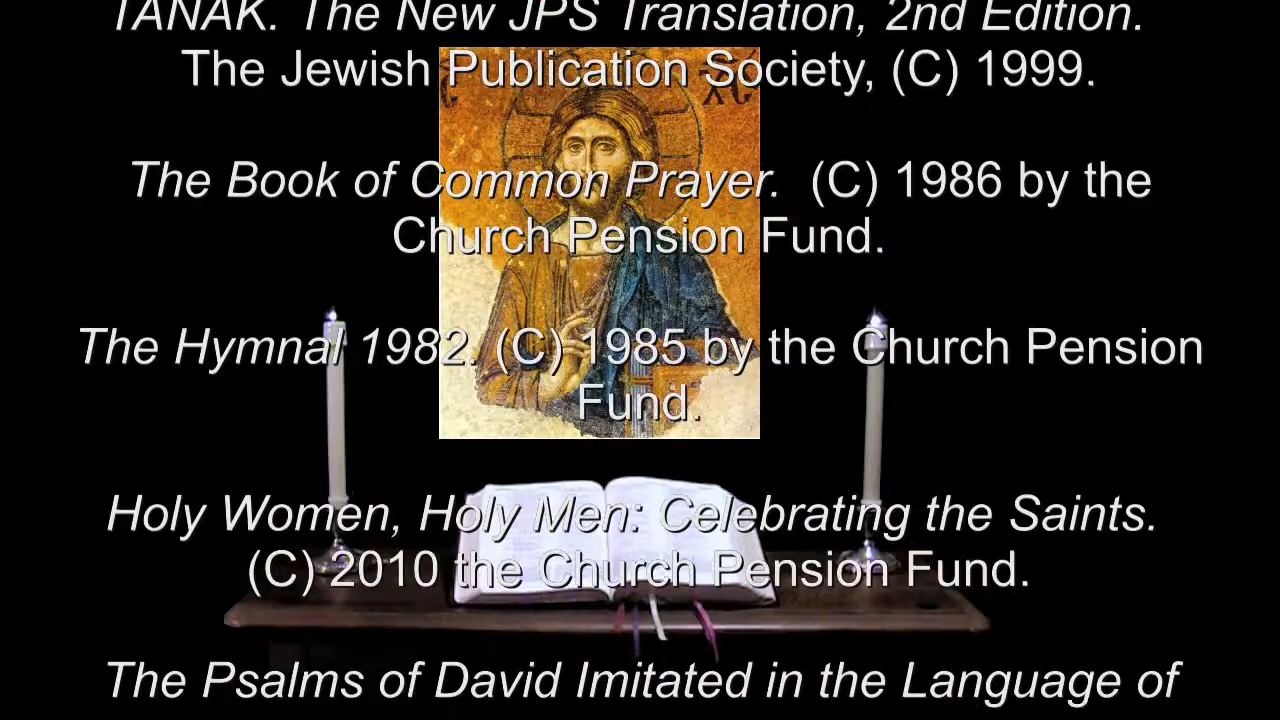 TANAK. The New JPS Translation, 2nd Edition.
The Jewish Publication Society, (C) 1999.
The Book of Common Prayer. (C) 1986 by the
Church Pension Fund.
The Hymnal 1982. (C) 1985 by the Church Pension
Fund.
Holy Women, Holy Men: Celebrating the Saints.
(C) 2010 the Church Pension Fund.
The Psalms of David Imitated in the Language of